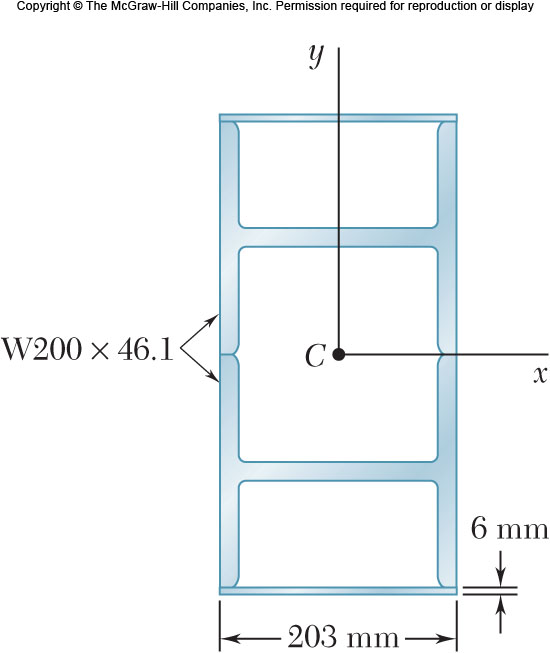 Copyright © The McGraw-Hill Companies, Inc. Permission required for reproduction or display
y
W200 × 46.1
C
x
6 mm
203 mm